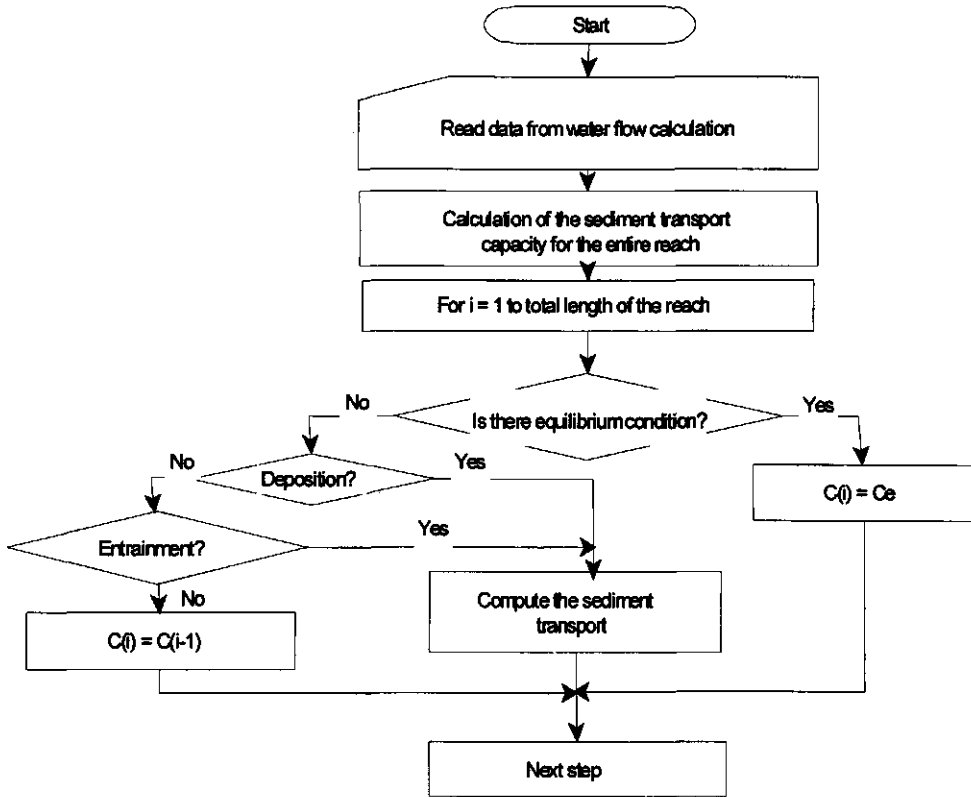 Start
Read data from water flow calculation
Calculation of the sediment transport
capacity for the entire reach
For i = 1 to total length of the reach
No
Is there equilibrium condition?
Yes
No
Deposition?
Yes
C(i) = Ce
Entrainment?
Yes
No
Compute the sediment
transport
C(i) = C(i-1)
Next step